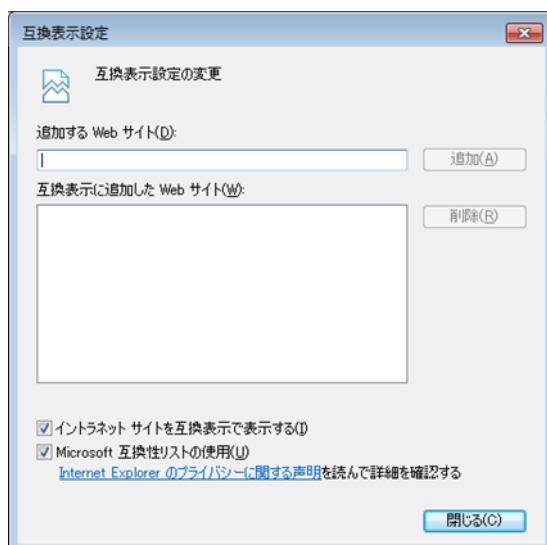 互換表示設定
互換表示設定の変更
追加する Web サイト(D):
追加(A)
互換表示に追加した Web サイト(W):
削除(R)
イントラネット サイトを互換表示で表示する(I)
Microsoft 互換性リストの使用(U)
Internet Explorer のプライバシーに関する声明を読んで詳細を確認する
閉じる(C)